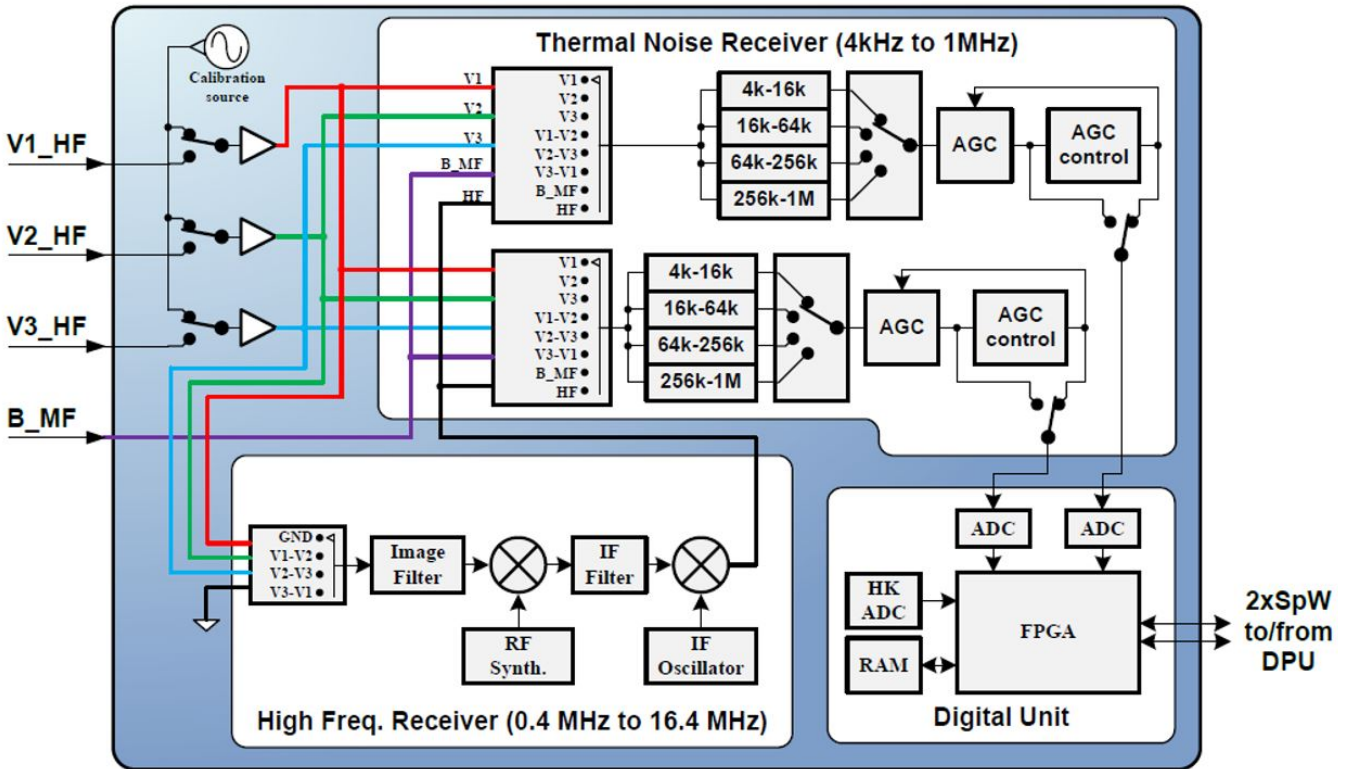 Thermal Noise Receiver (4kHz to 1MHz)
Calibration
source
V1_HF
V2_HF
V3_HF
B_MF
V1
V2
V3
B_MF
HF
V1
V2
V3
V1-V2
V2-V3
V3-V1
B_MF
HF
4k-16k
16k-64k
64k-256k
256k-1M
AGC
AGC
control
V1
V2
V3
V1-V2
V2-V3
V3-V1
B_MF
HF
4k-16k
16k-64k
64k-256k
256k-1M
AGC
AGC
control
GND
V1-V2
V2-V3
V3-V1
Image
Filter
IF
Filter
RF
Synth.
IF
Oscillator
High Freq. Receiver (0.4 MHz to 16.4 MHz)
ADC
ADC
HK
ADC
RAM
FPGA
Digital Unit
2xSpW
to/from
DPU